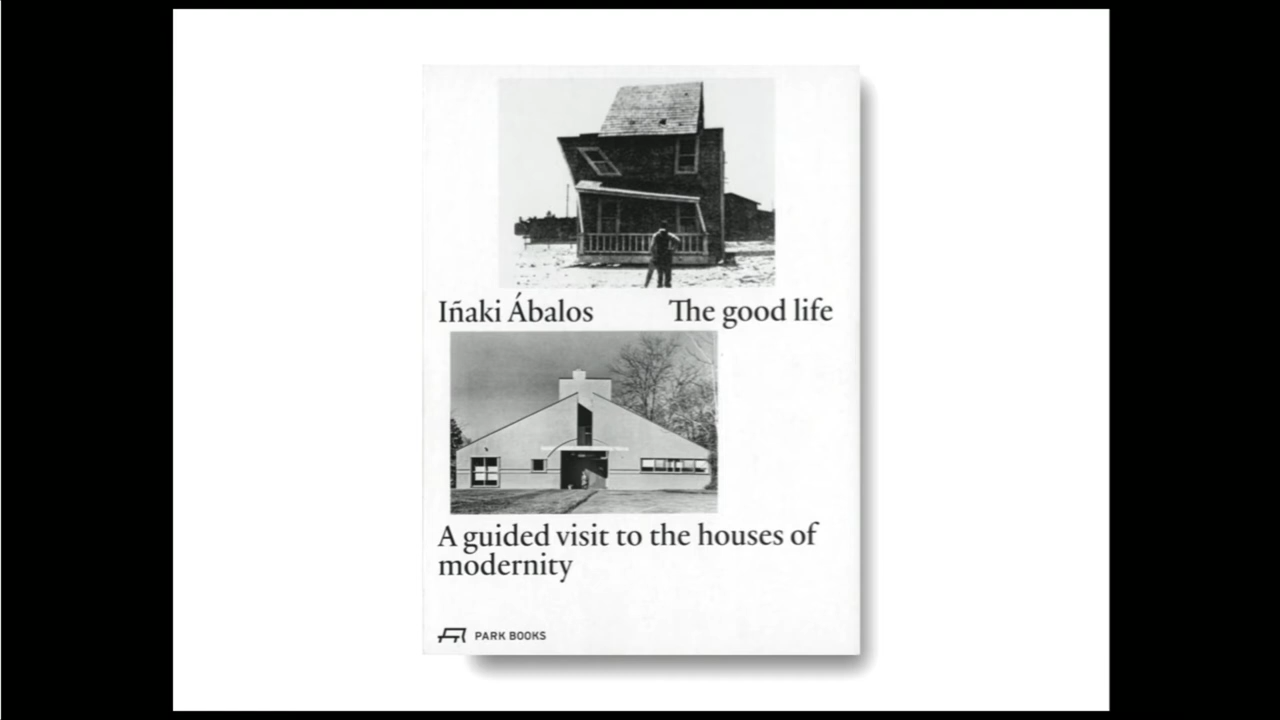 Iñaki Ábalos The good life
A guided visit to the houses of
modernity
PARK BOOKS